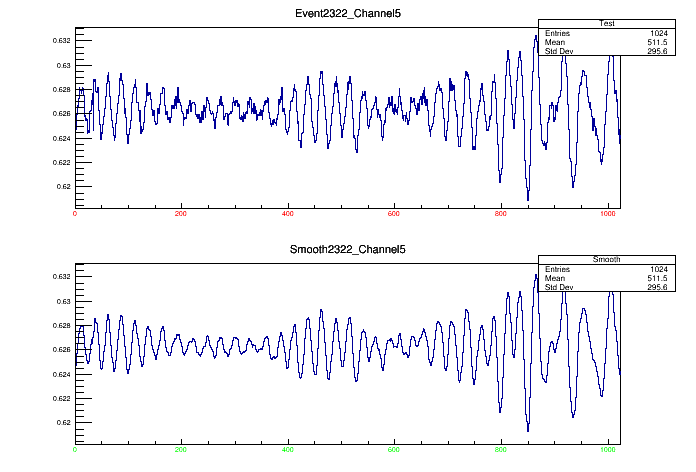 Event2322_Channel5
Test
Entries 1024
Mean 511.5
Std Dev 295.6
0.632
0.63
0.628
0.626
0.624
0.622
0.62
0 200 400 600 800 1000
Smooth2322_Channel5
Smooth
Entries 1024
Mean 511.5
Std Dev 295.6
0.632
0.63
0.628
0.626
0.624
0.622
0.62
0 200 400 600 800 1000